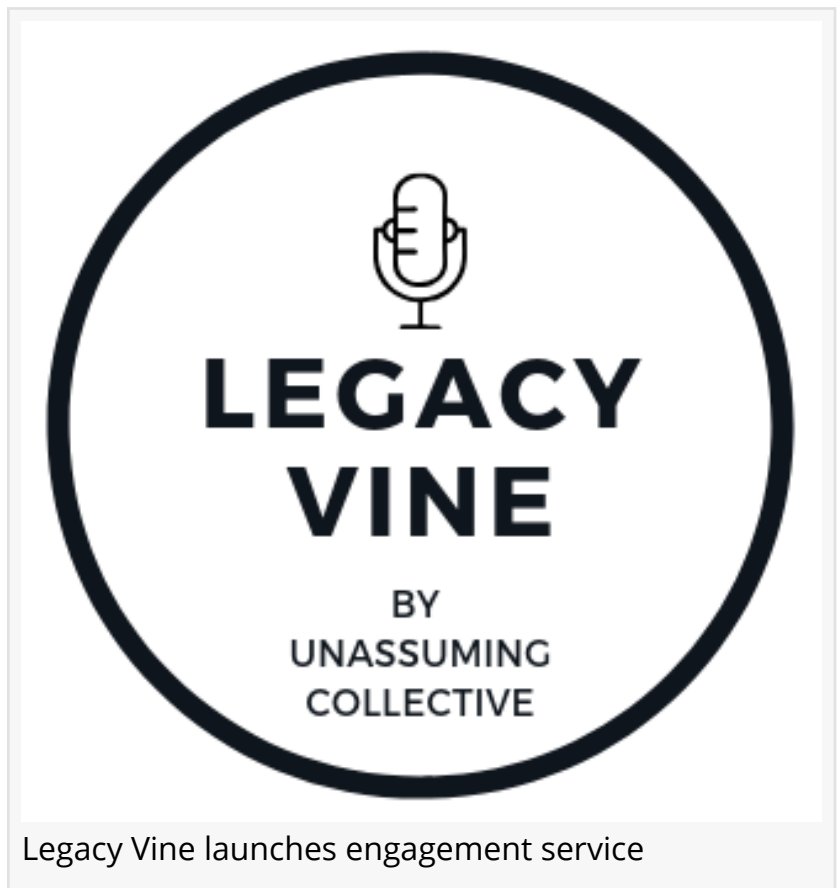 LEGACY
VINE
BY
UNASSUMING
COLLECTIVE
Legacy Vine launches engagement service